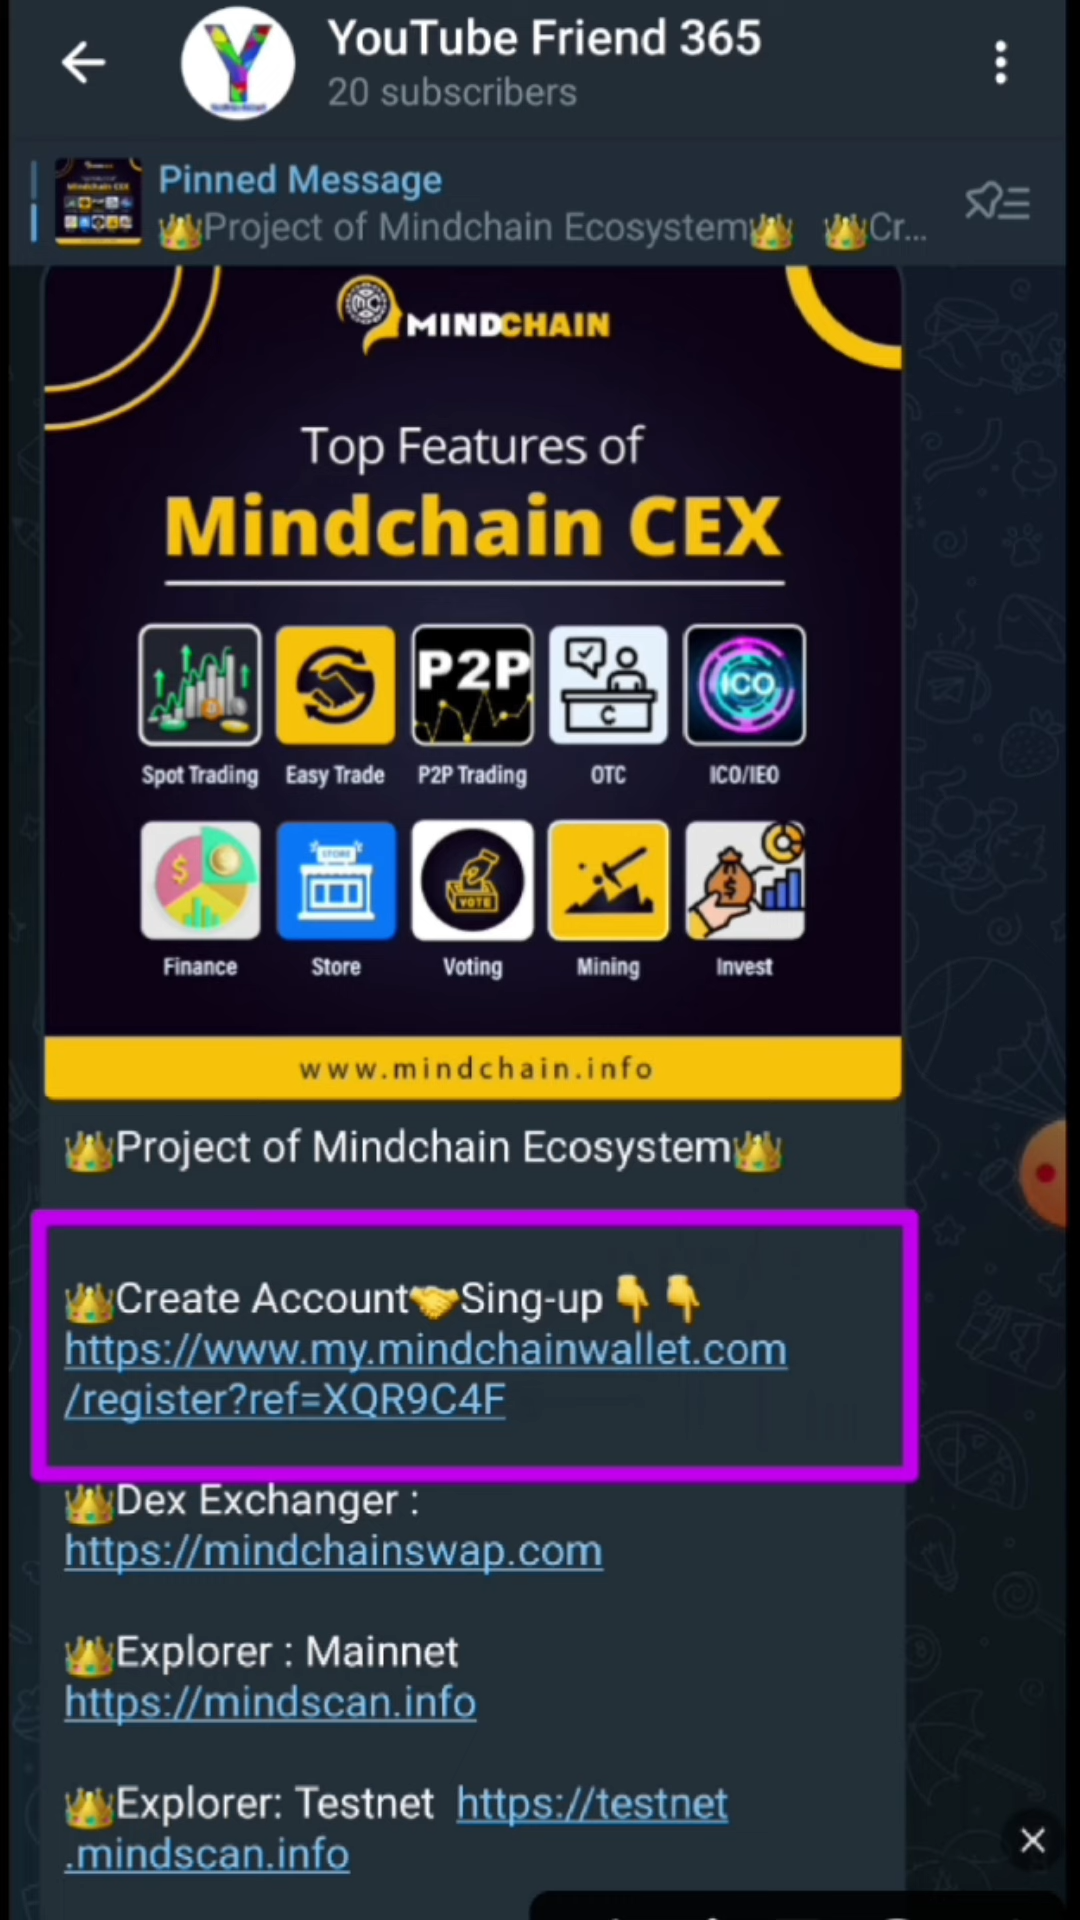 YouTube Friend 365
20 subscribers
Pinned Message
👑Project of Mindchain Ecosystem👑 👑Cr...
MINDCHAIN
Top Features of
Mindchain CEX
P2P
C
ICO
Spot Trading Easy Trade P2P Trading OTC ICO/IEO
$
STORE
VOTE
$
Finance Store Voting Mining Invest
www.mindchain.info
👑Project of Mindchain Ecosystem👑
👑Create Account🤝Sing-up👇👇
https://www.my.mindchainwallet.com
/register?ref=XQR9C4F
👑Dex Exchanger :
https://mindchainswap.com
👑Explorer : Mainnet
https://mindscan.info
👑Explorer: Testnet https://testnet
.mindscan.info